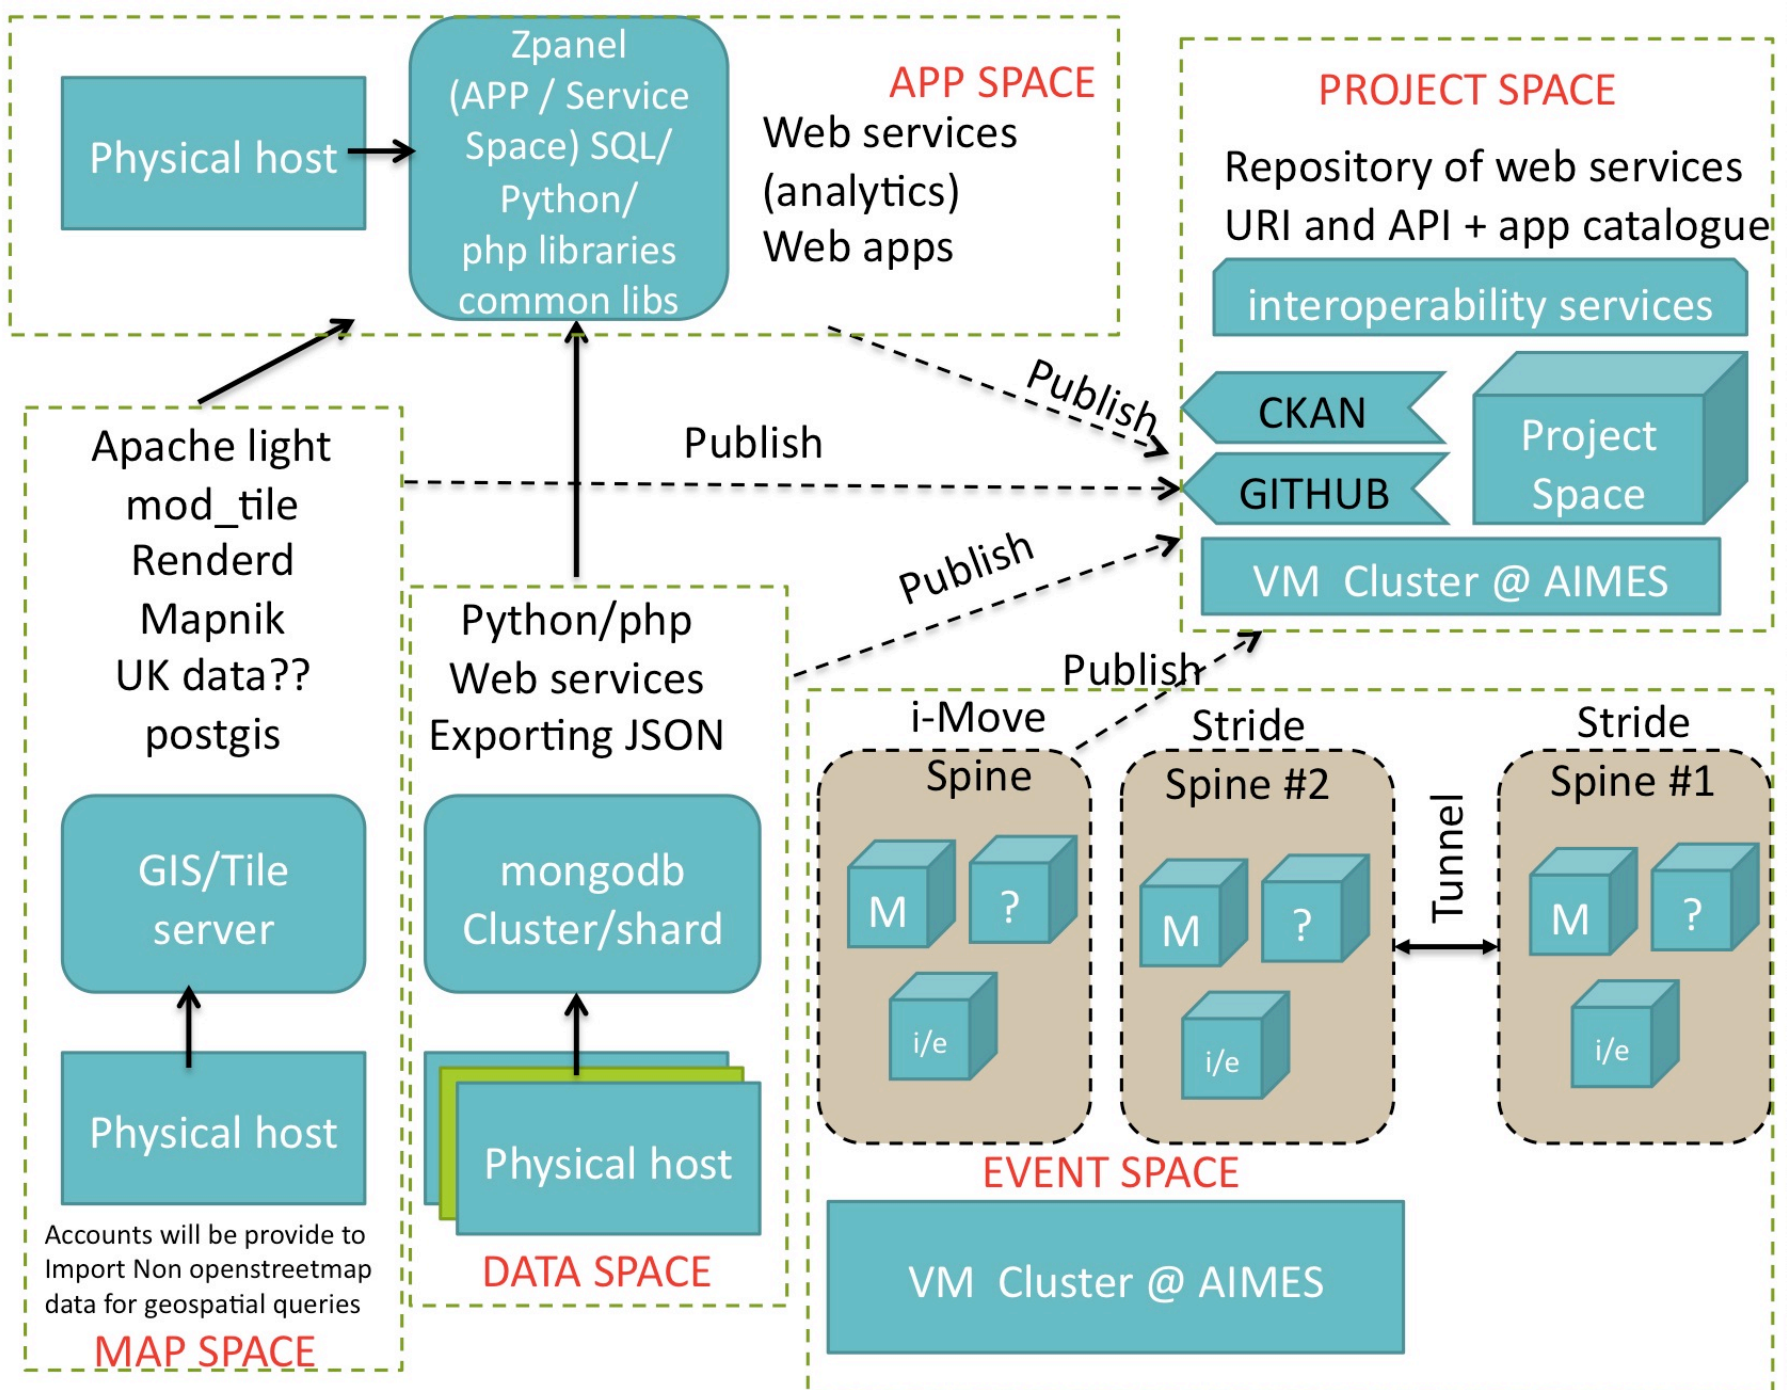 Zpanel
(APP / Service
Space) SQL/
Python/
php libraries
common libs
Physical host
APP SPACE
Web services
(analytics)
Web apps
PROJECT SPACE
Repository of web services
URI and API + app catalogue
interoperability services
CKAN
GITHUB
Project
Space
VM Cluster @ AIMES
Publish
Publish
Publish
Publish
Apache light
mod_tile
Renderd
Mapnik
UK data??
postgis
GIS/Tile
server
Physical host
Accounts will be provide to
Import Non openstreetmap
data for geospatial queries
MAP SPACE
Python/php
Web services
Exporting JSON
mongodb
Cluster/shard
Physical host
DATA SPACE
i-Move
Spine
M
?
i/e
Stride
Spine #2
M
?
i/e
Tunnel
Stride
Spine #1
M
?
i/e
EVENT SPACE
VM Cluster @ AIMES